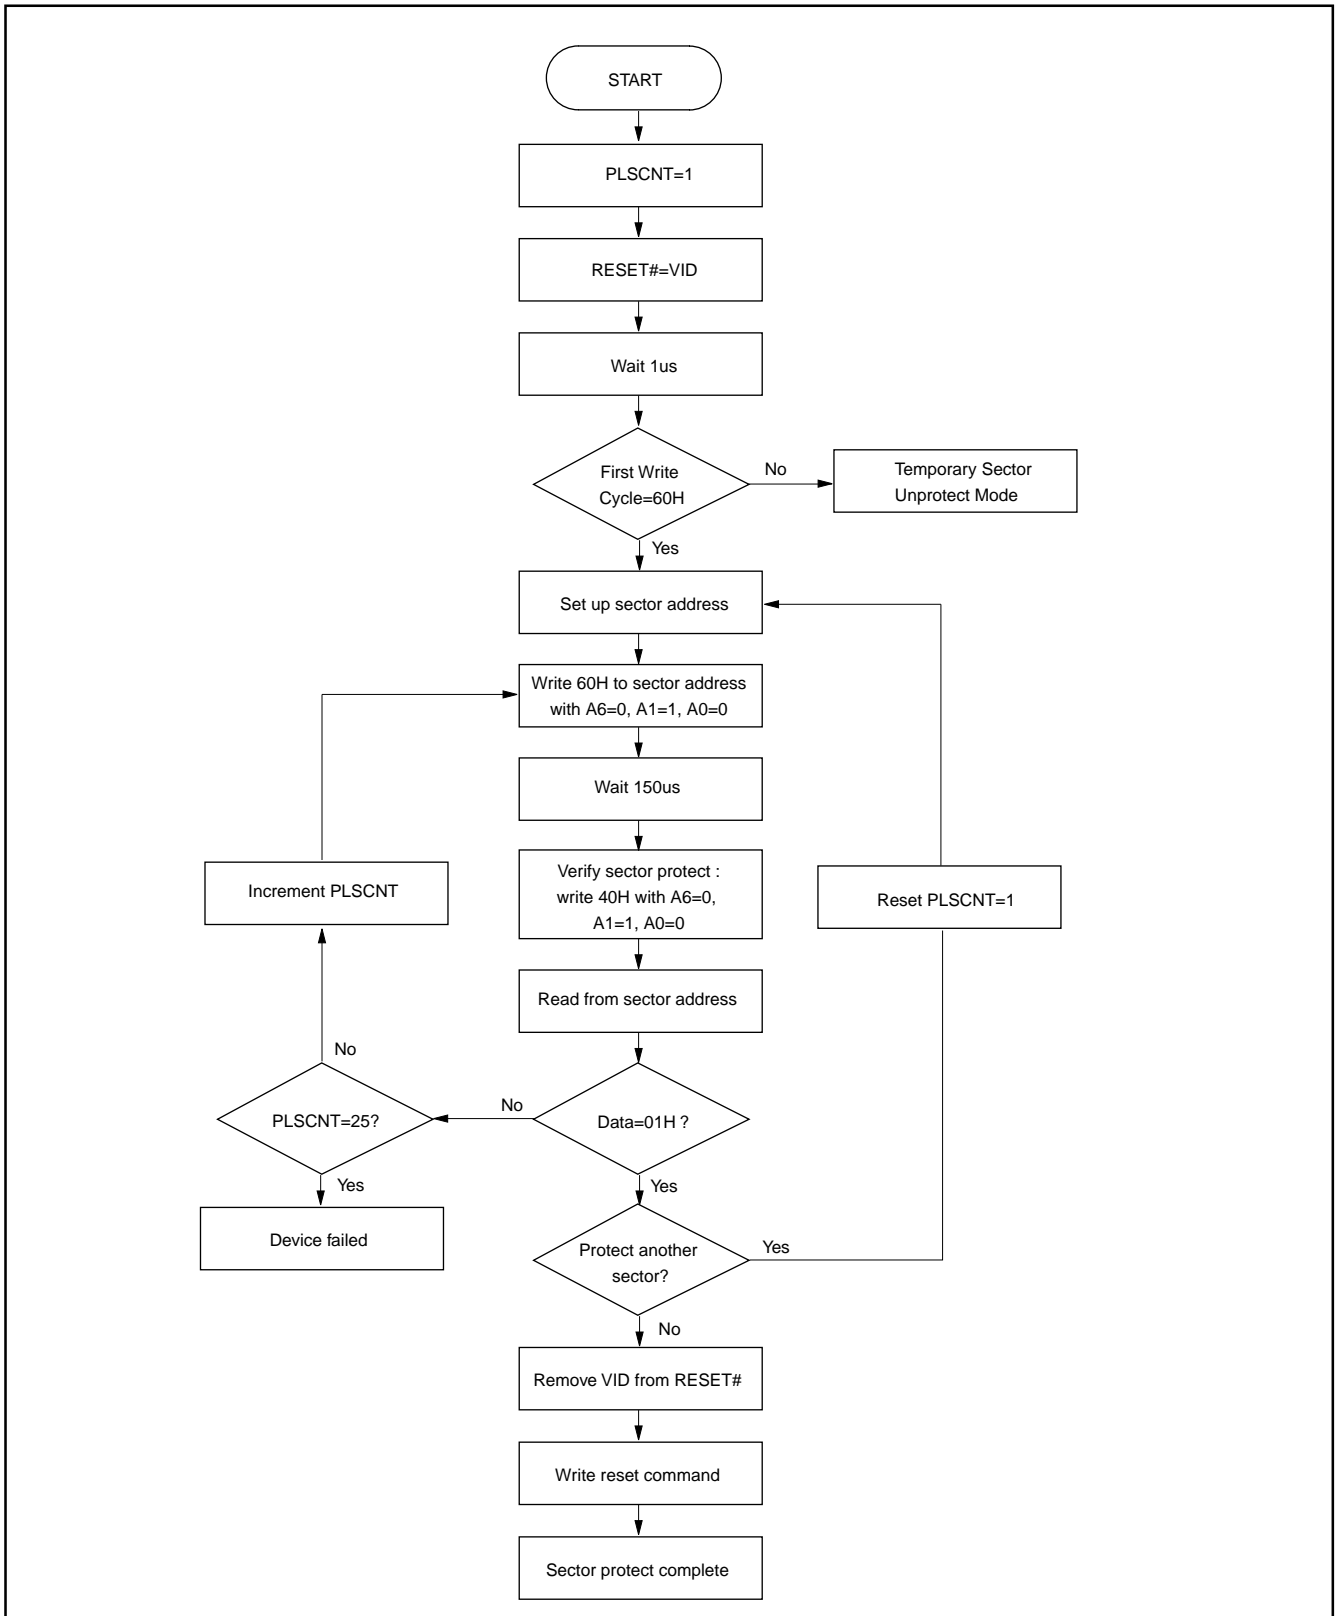 START
PLSCNT=1
RESET#=VID
Wait 1us
First Write
Cycle=60H
No
Temporary Sector
Unprotect Mode
Yes
Set up sector address
Write 60H to sector address
with A6=0, A1=1, A0=0
Wait 150us
Verify sector protect :
write 40H with A6=0,
A1=1, A0=0
Increment PLSCNT
Reset PLSCNT=1
Read from sector address
No
Data=01H ?
No
PLSCNT=25?
Yes
Device failed
Yes
Protect another
sector?
Yes
No
Remove VID from RESET#
Write reset command
Sector protect complete